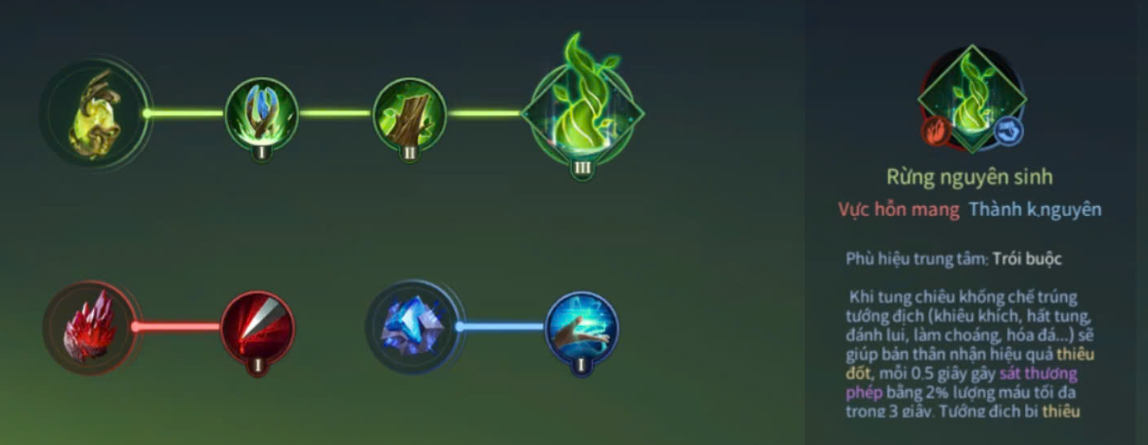 I
II
III
Rừng nguyên sinh
Vực hỗn mang Thành k.nguyên
Phù hiệu trung tâm: Trói buộc
Khi tung chiêu khống chế trúng
tướng địch (khiêu khích, hất tung,
đánh lui, làm choáng, hóa đá...) sẽ
giúp bản thân nhận hiệu quả thiêu
đốt, mỗi 0.5 giây gây sát thương
phép bằng 2% lượng máu tối đa
trong 3 giây. Tướng địch bị thiêu
I
I